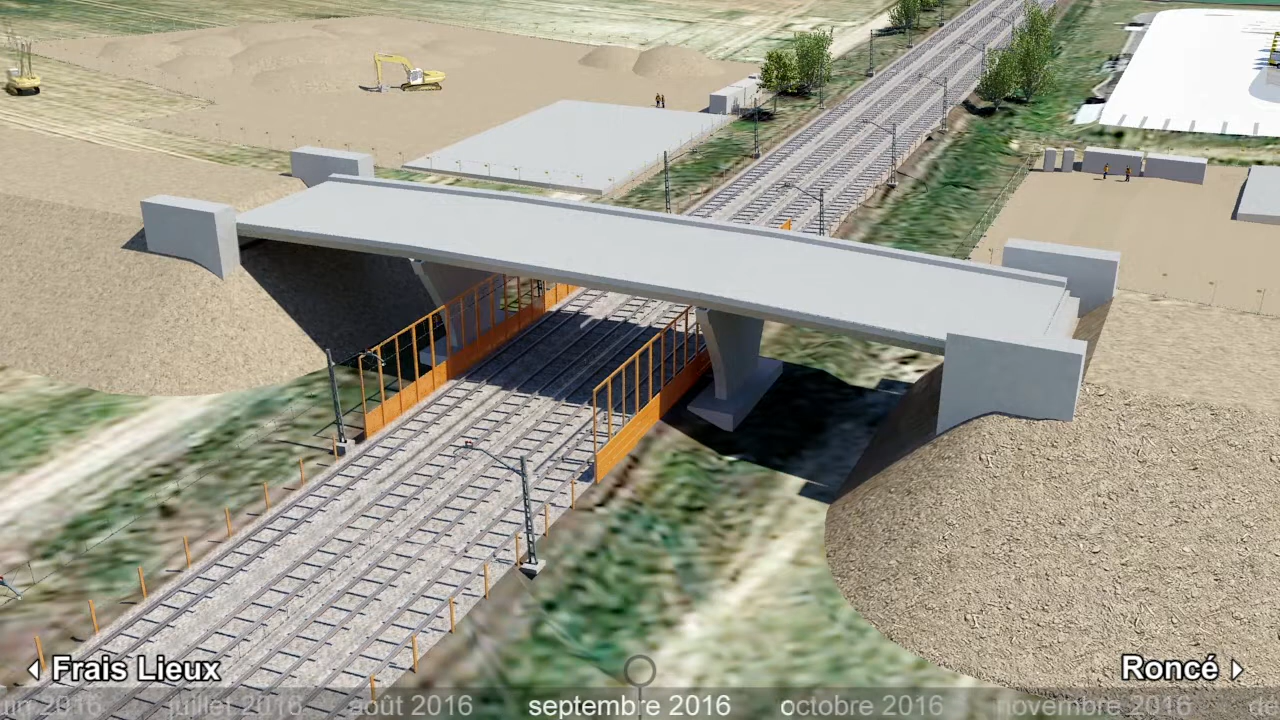 ◄ Frais Lieux
Roncé ►
juillet 2016 août 2016 septembre 2016 octobre 2016 novembre 2016